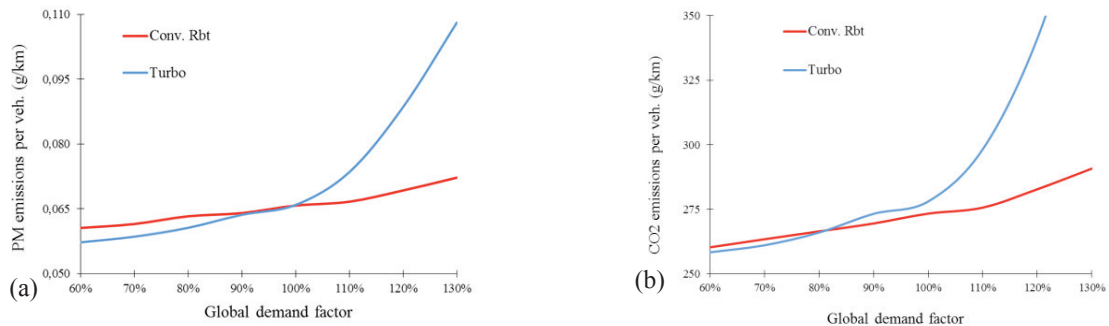 0,110
0,095
0,080
0,065
0,050
PM emissions per veh. (g/km)
Conv. Rbt
Turbo
60% 70% 80% 90% 100% 110% 120% 130%
Global demand factor
(a)
350
325
300
275
250
CO2 emissions per veh. (g/km)
Conv. Rbt
Turbo
60% 70% 80% 90% 100% 110% 120% 130%
Global demand factor
(b)